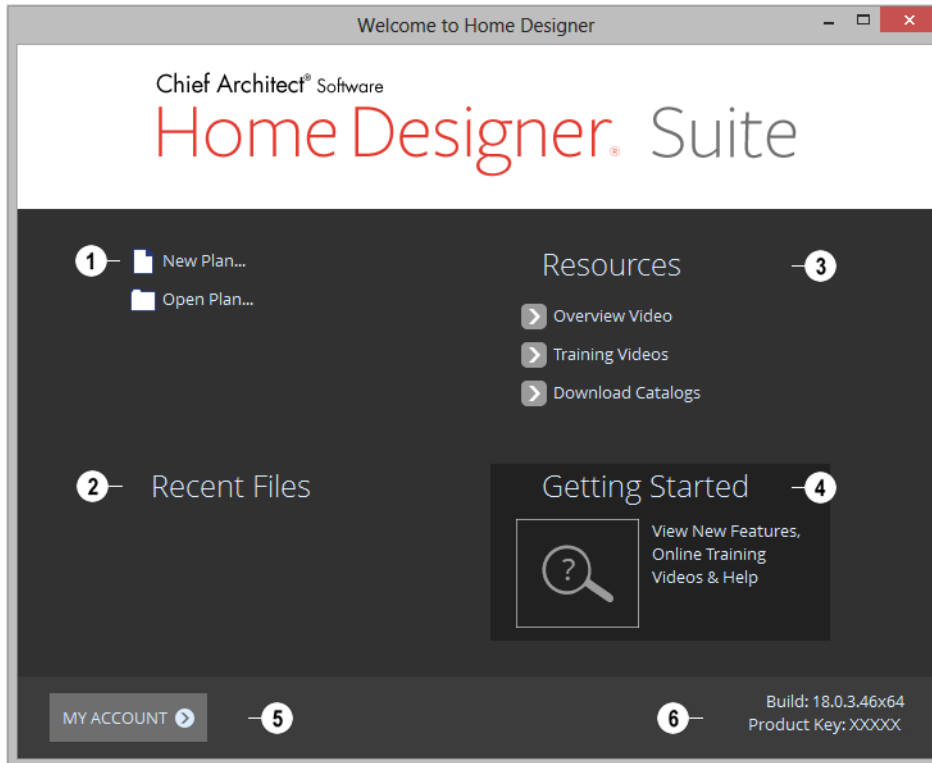 Welcome to Home Designer
Chief Architect® Software
Home Designer® Suite
1
New Plan...
Open Plan...
Resources
3
Overview Video
Training Videos
Download Catalogs
2
Recent Files
Getting Started
4
?
View New Features,
Online Training
Videos & Help
MY ACCOUNT
5
6
Build: 18.0.3.46x64
Product Key: XXXXX